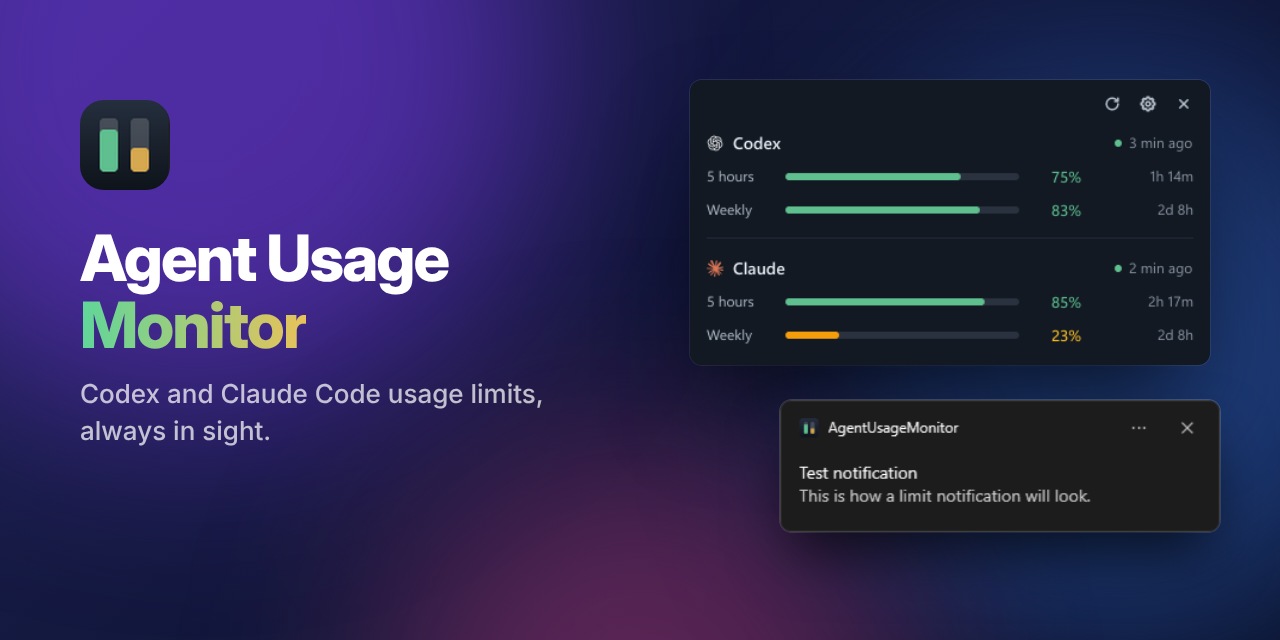 Agent Usage
Monitor
Codex and Claude Code usage limits,
always in sight.
Codex
3 min ago
5 hours 75% 1h 14m
Weekly 83% 2d 8h
Claude
2 min ago
5 hours 85% 2h 17m
Weekly 23% 2d 8h
AgentUsageMonitor
Test notification
This is how a limit notification will look.